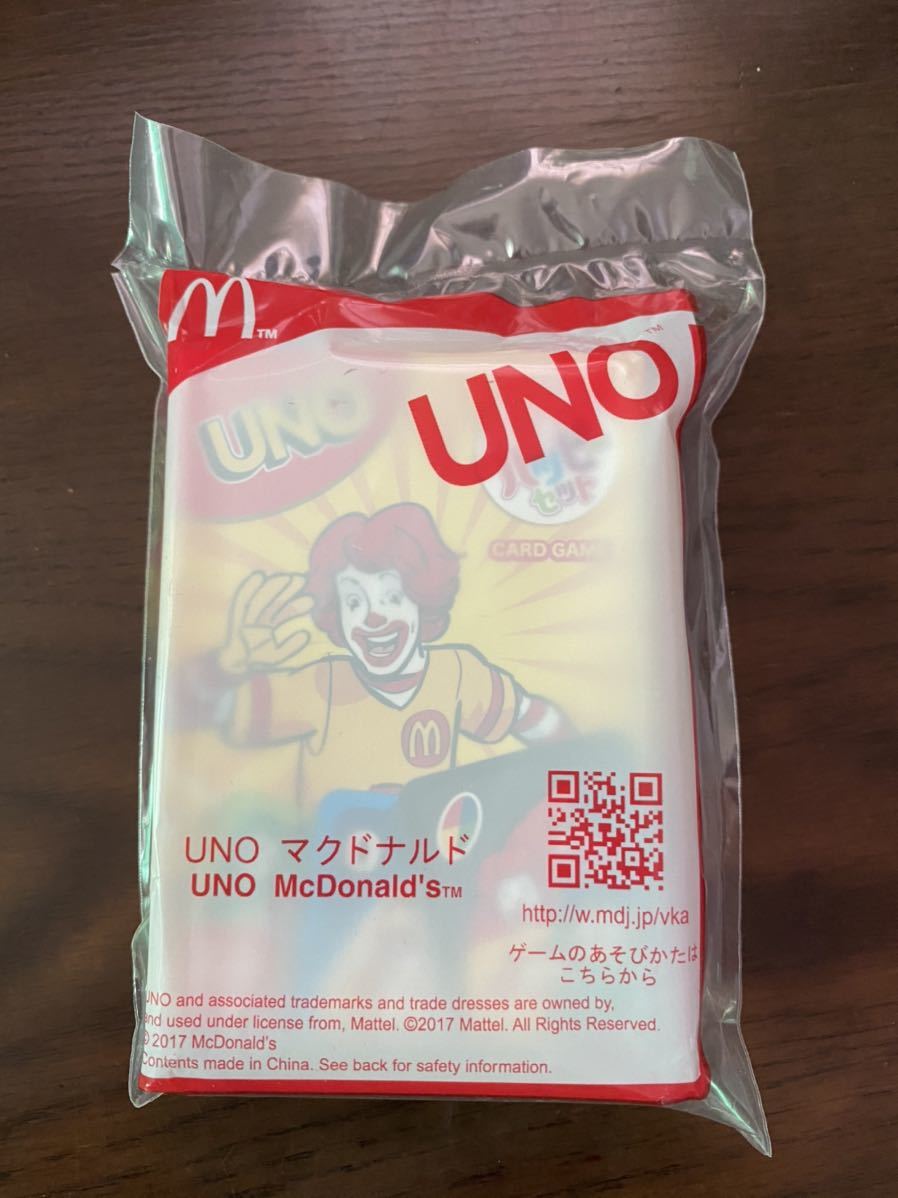 M™
UNO™
UNO
ハッピー
セット
CARD GAME
M
UNO マクドナルド
UNO McDonald's™
http://w.mdj.jp/vka
ゲームのあそびかたは
こちらから
UNO and associated trademarks and trade dresses are owned by,
and used under license from, Mattel. ©2017 Mattel. All Rights Reserved.
© 2017 McDonald's
Contents made in China. See back for safety information.